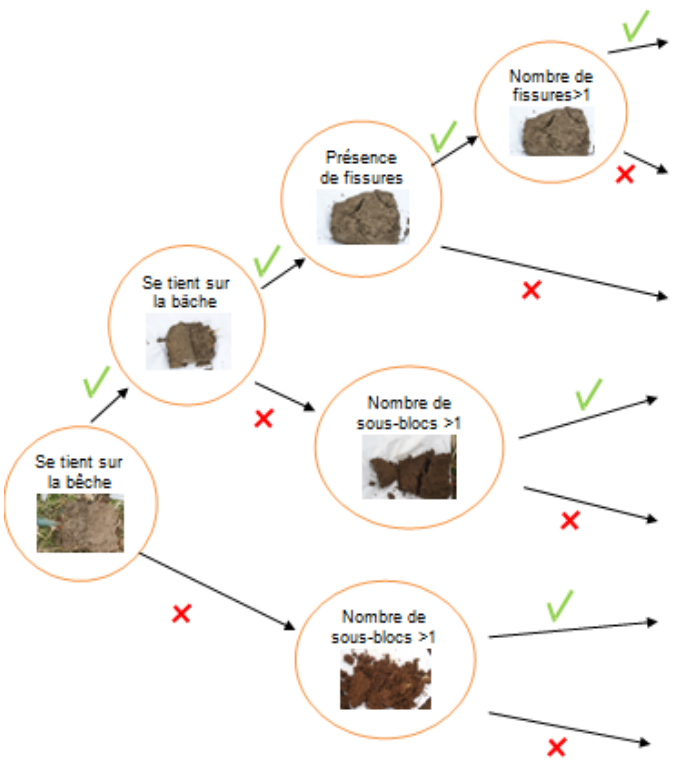 Nombre de
fissures>1
Présence
de fissures
Se tient sur
la bâche
Nombre de
sous-blocs >1
Se tient sur
la bêche
Nombre de
sous-blocs >1